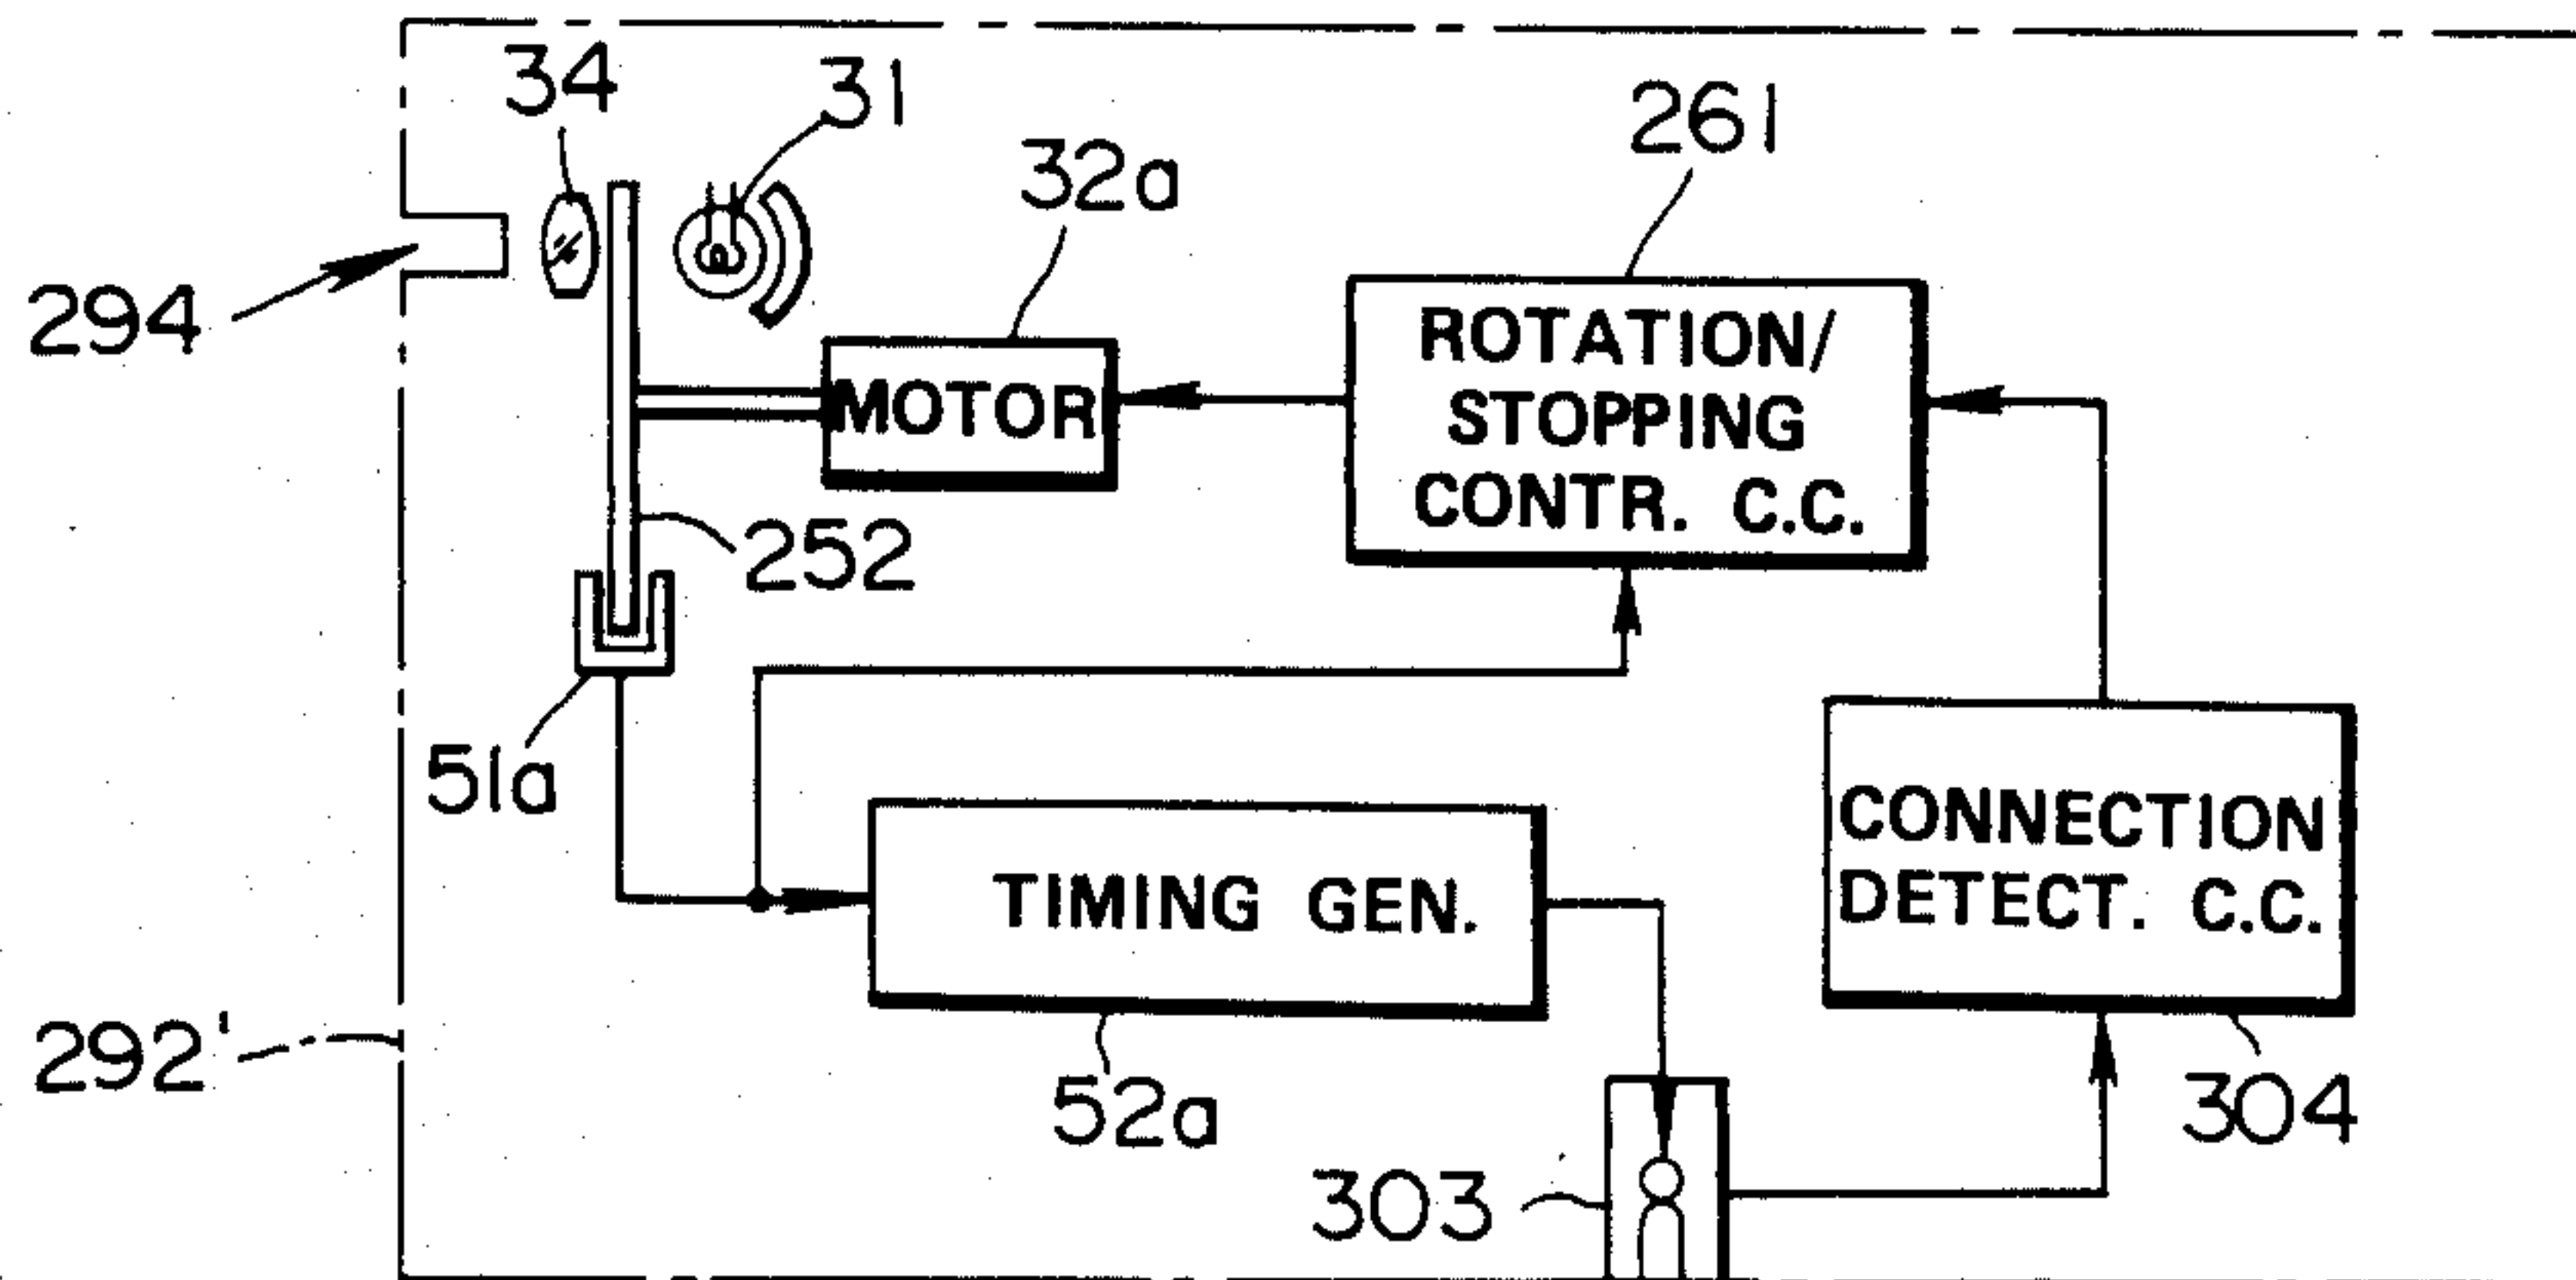 34
31
32a
261
294
ROTATION/
STOPPING
CONTR. C.C.
MOTOR
252
51a
CONNECTION
DETECT. C.C.
TIMING GEN.
292'
52a
304
303